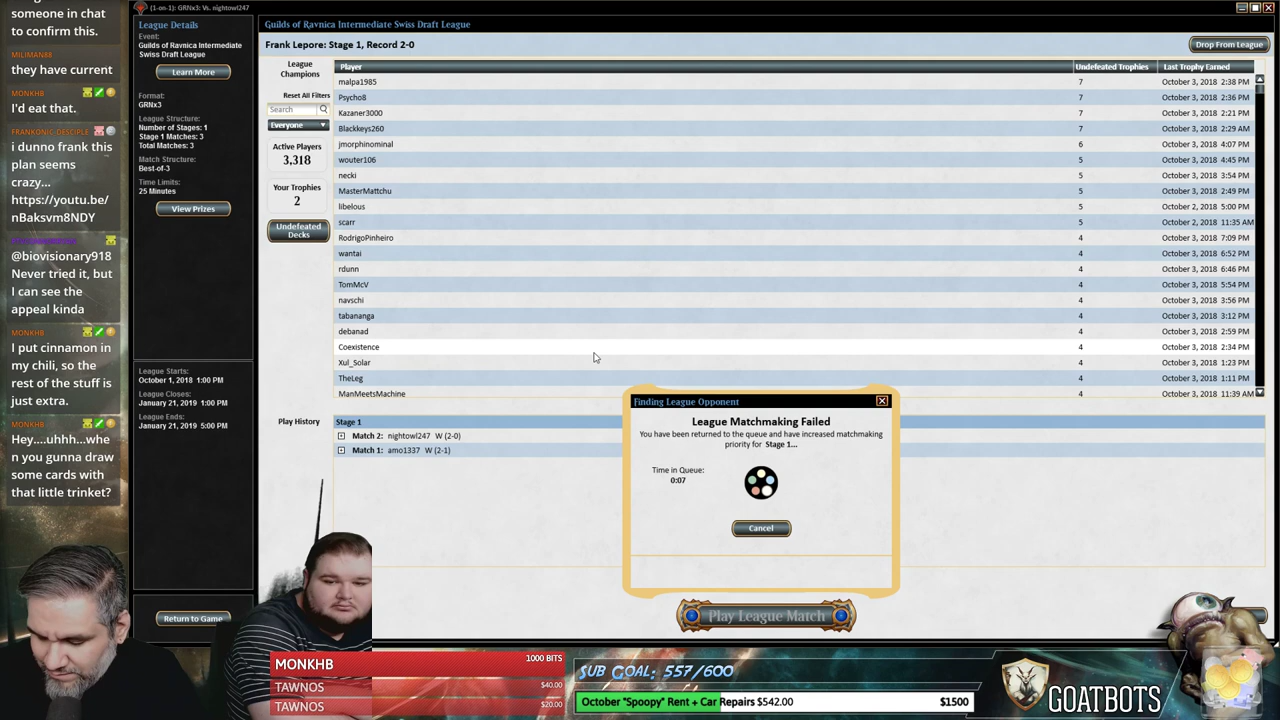 someone in chat
to confirm this.
MILIMAN88
they have current
MONKHB
I'd eat that.
FRANKONIC_DESCIPLE
i dunno frank this
plan seems
crazy...
https://youtu.be/
nBaksvm8NDY
@biovisionary918
Never tried it, but
I can see the
appeal kinda
MONKHB
I put cinnamon in
my chili, so the
rest of the stuff is
just extra.
MONKHB
Hey....uhhh...whe
n you gunna draw
some cards with
that little trinket?
(1-on-1): GRNx3: Vs. nightowl247
League Details
Event:
Guilds of Ravnica Intermediate
Swiss Draft League
Learn More
Format:
GRNx3
League Structure:
Number of Stages: 1
Stage 1 Matches: 3
Total Matches: 3
Match Structure:
Best-of-3
Time Limits:
25 Minutes
View Prizes
League Starts:
October 1, 2018 1:00 PM
League Closes:
January 21, 2019 1:00 PM
League Ends:
January 21, 2019 5:00 PM
Return to Game
Guilds of Ravnica Intermediate Swiss Draft League
Frank Lepore: Stage 1, Record 2-0
Drop From League
League
Champions
Reset All Filters
Search
Everyone
Active Players
3,318
Your Trophies
2
Undefeated
Decks
Player Undefeated Trophies Last Trophy Earned
malpa1985 7 October 3, 2018 2:38 PM
Psycho8 7 October 3, 2018 2:36 PM
Kazaner3000 7 October 3, 2018 2:21 PM
Blackkeys260 7 October 3, 2018 2:29 AM
jmorphinominal 6 October 3, 2018 4:07 PM
wouter106 5 October 3, 2018 4:45 PM
necki 5 October 3, 2018 3:54 PM
MasterMattchu 5 October 3, 2018 2:49 PM
libelous 5 October 2, 2018 5:00 PM
scarr 5 October 2, 2018 11:35 AM
RodrigoPinheiro 4 October 3, 2018 7:09 PM
wantai 4 October 3, 2018 6:52 PM
rdunn 4 October 3, 2018 6:46 PM
TomMcV 4 October 3, 2018 5:54 PM
navschi 4 October 3, 2018 3:56 PM
tabananga 4 October 3, 2018 3:12 PM
debanad 4 October 3, 2018 2:59 PM
Coexistence 4 October 3, 2018 2:34 PM
Xul_Solar 4 October 3, 2018 1:23 PM
TheLeg 4 October 3, 2018 1:11 PM
ManMeetsMachine 4 October 3, 2018 11:39 AM
Play History
Stage 1
Match 2: nightowl247 W (2-0)
Match 1: amo1337 W (2-1)
Finding League Opponent
League Matchmaking Failed
You have been returned to the queue and have increased matchmaking
priority for Stage 1...
Time in Queue:
0:07
Cancel
Play League Match
MONKHB 1000 BITS
TAWNOS $40.00
TAWNOS $20.00
SUB GOAL: 557/600
October "Spoopy" Rent + Car Repairs $542.00 $1500
GOATBOTS